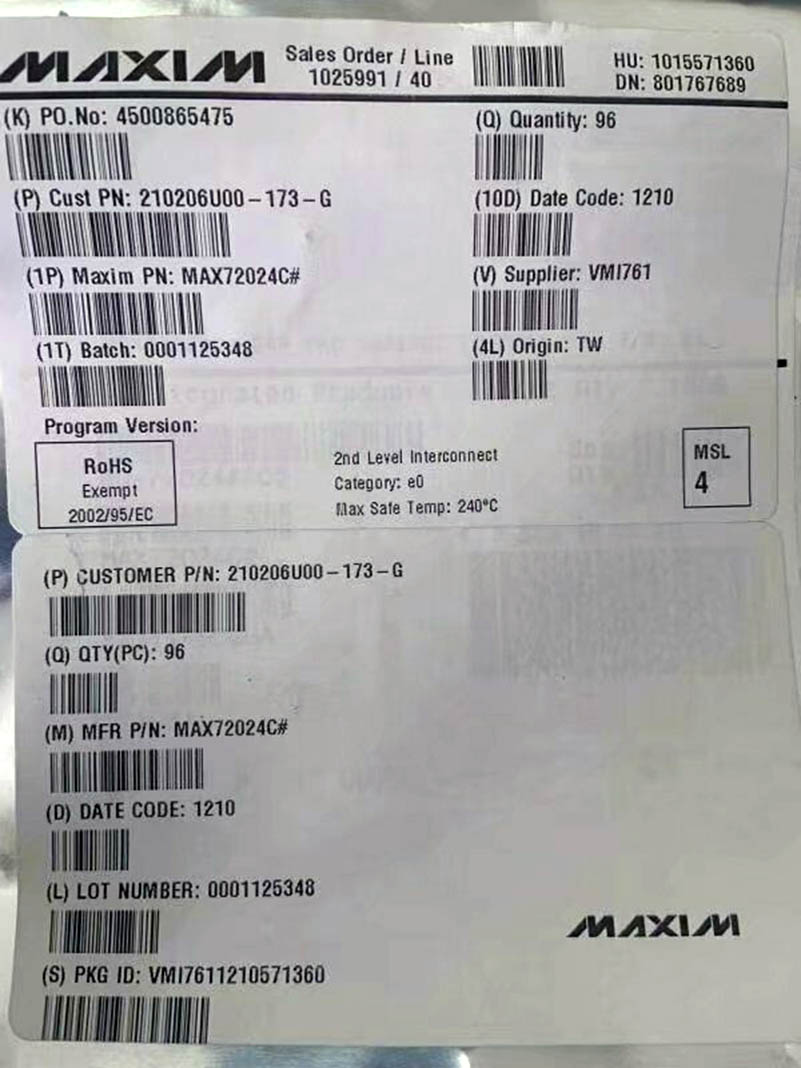 MAXIM
Sales Order / Line
1025991 / 40
HU: 1015571360
DN: 801767689
(K) PO.No: 4500865475
(Q) Quantity: 96
(P) Cust PN: 210206U00-173-G
(10D) Date Code: 1210
(1P) Maxim PN: MAX72024C#
(V) Supplier: VMI761
(1T) Batch: 0001125348
(4L) Origin: TW
Program Version:
RoHS
Exempt
2002/95/EC
2nd Level Interconnect
Category: e0
Max Safe Temp: 240°C
MSL
4
(P) CUSTOMER P/N: 210206U00-173-G
(Q) QTY(PC): 96
(M) MFR P/N: MAX72024C#
(D) DATE CODE: 1210
(L) LOT NUMBER: 0001125348
MAXIM
(S) PKG ID: VMI7611210571360